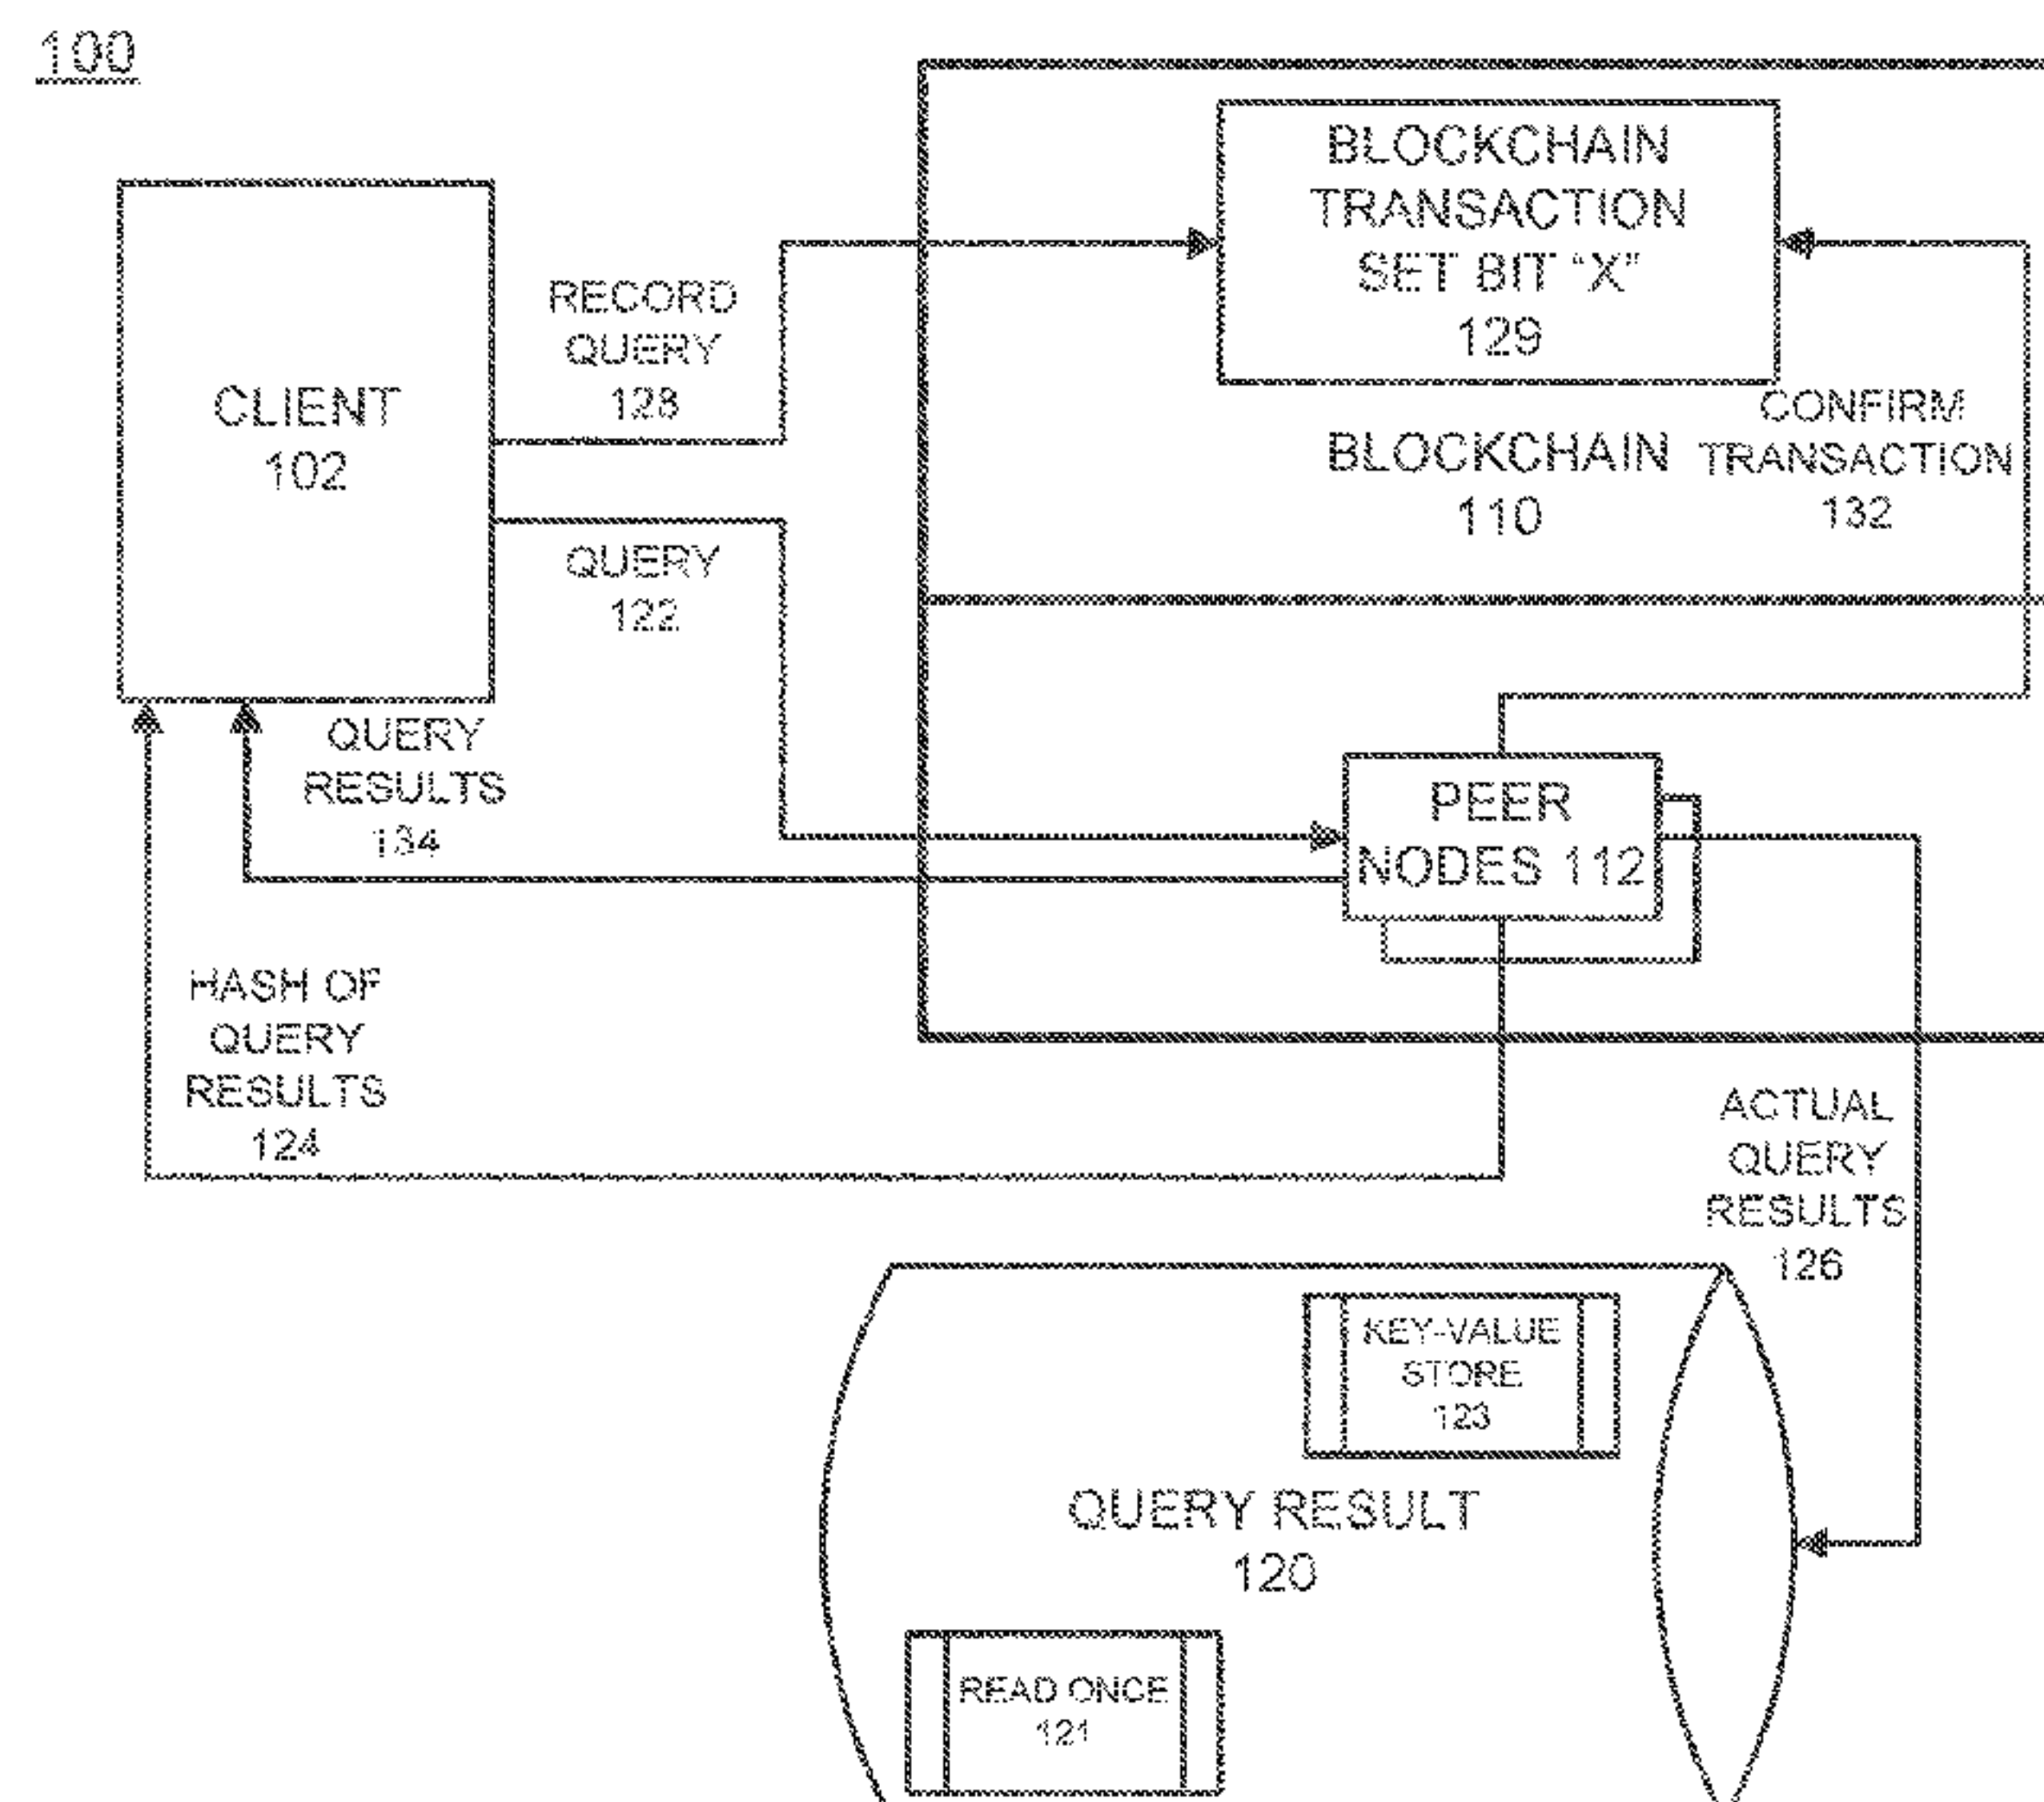 100
BLOCKCHAIN
TRANSACTION
SET BIT "X"
129
RECORD
QUERY
128
CLIENT
102
CONFIRM
TRANSACTION
132
BLOCKCHAIN
110
QUERY
122
QUERY
RESULTS
134
PEER
NODES 112
HASH OF
QUERY
RESULTS
124
ACTUAL
QUERY
RESULTS
126
KEY-VALUE
STORE
123
QUERY RESULT
120
READ ONCE
121